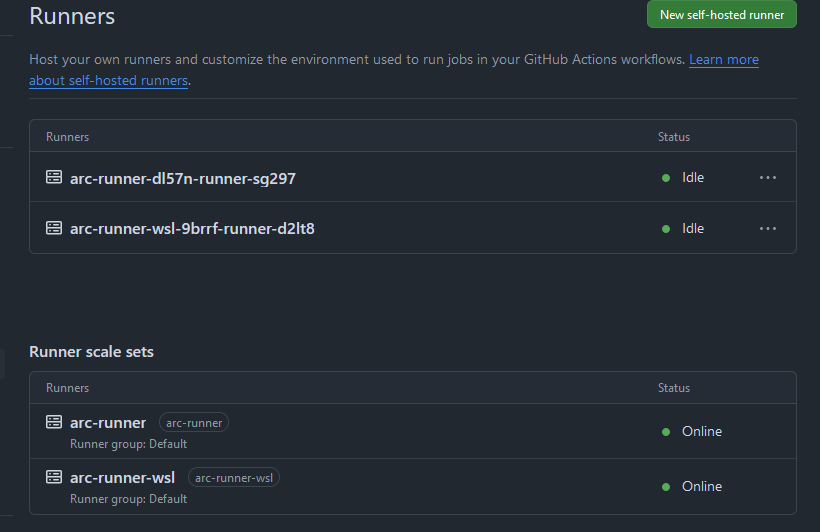 Runners
New self-hosted runner
Host your own runners and customize the environment used to run jobs in your GitHub Actions workflows. Learn more
about self-hosted runners.
Runners Status
arc-runner-dl57n-runner-sg297 Idle
arc-runner-wsl-9brrf-runner-d2lt8 Idle
Runner scale sets
Runners Status
arc-runner arc-runner Online
Runner group: Default
arc-runner-wsl arc-runner-wsl Online
Runner group: Default